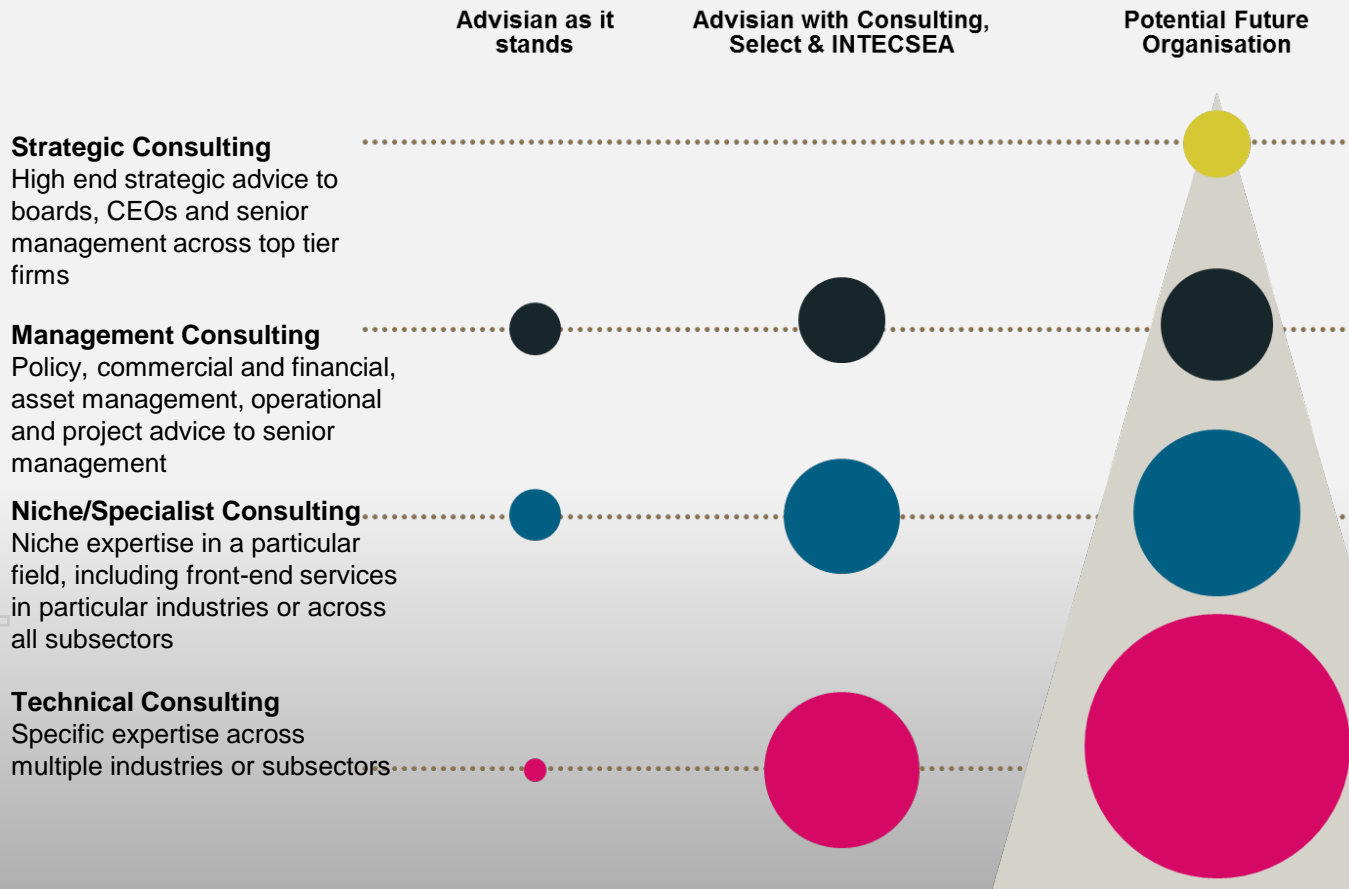 Advisian as it
stands
Advisian with Consulting,
Select & INTECSEA
Potential Future
Organisation
Strategic Consulting
High end strategic advice to
boards, CEOs and senior
management across top tier
firms
Management Consulting
Policy, commercial and financial,
asset management, operational
and project advice to senior
management
Niche/Specialist Consulting
Niche expertise in a particular
field, including front-end services
in particular industries or across
all subsectors
Technical Consulting
Specific expertise across
multiple industries or subsectors